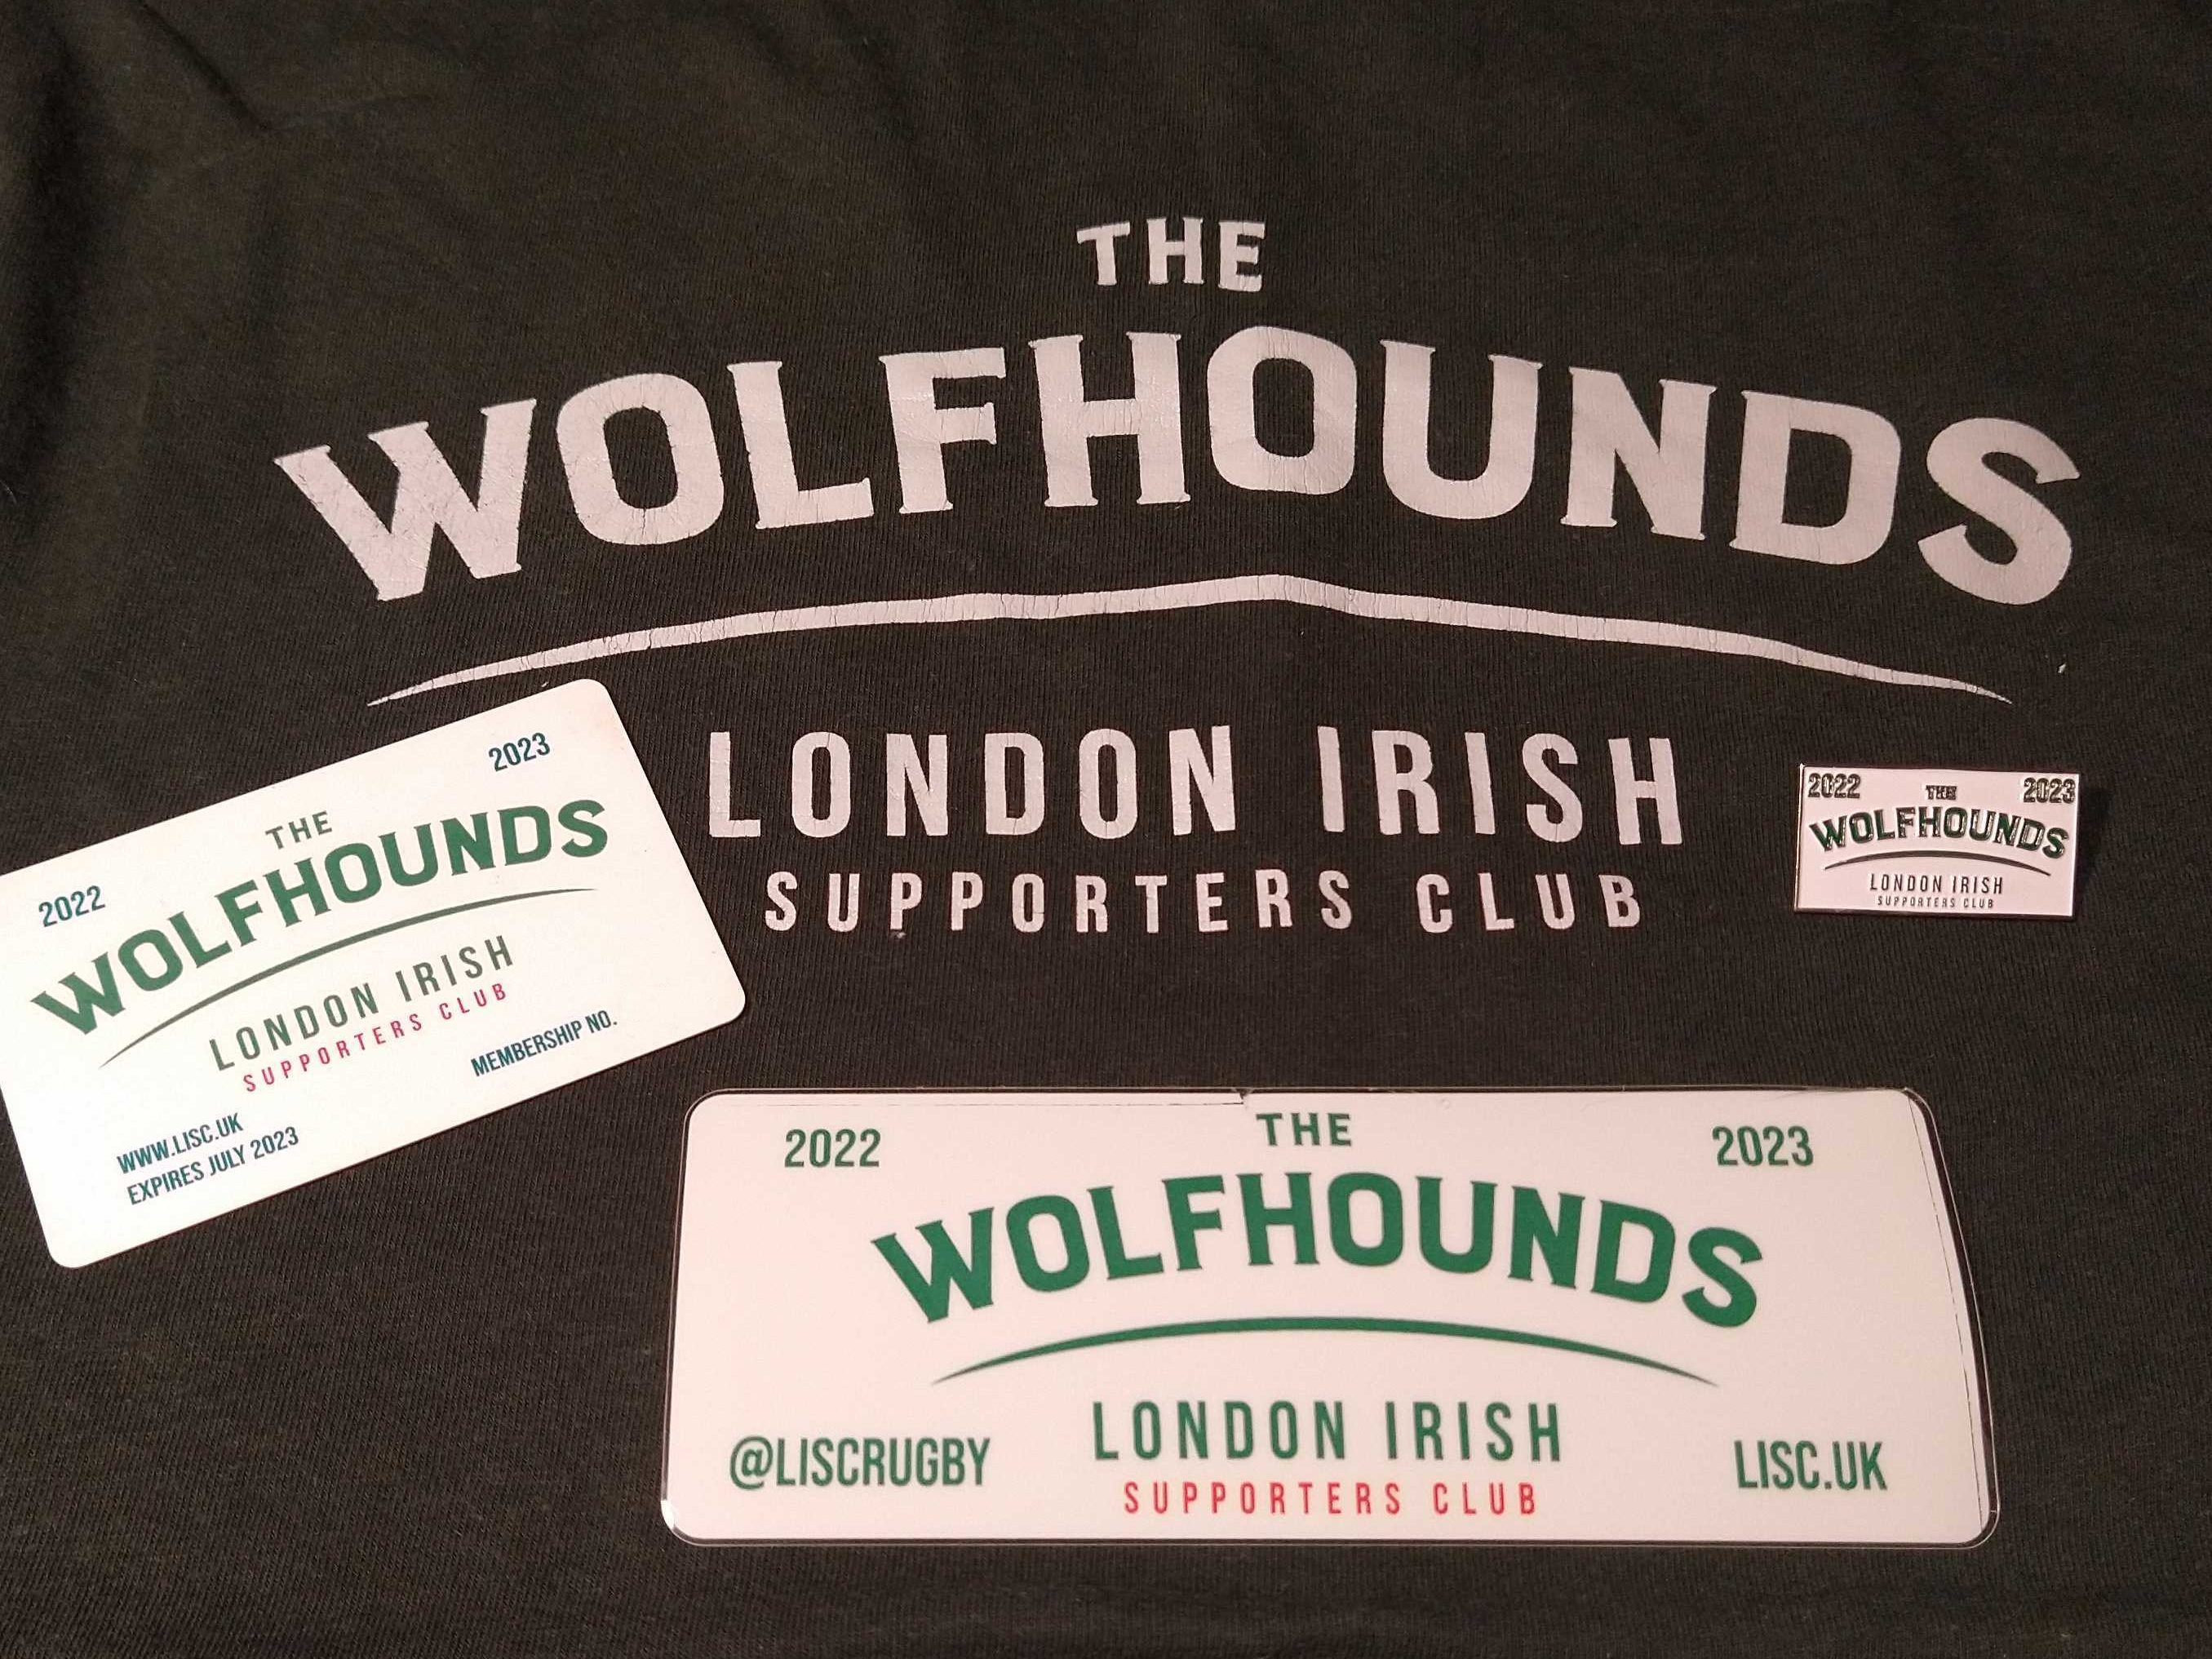 THE
WOLFHOUNDS
LONDON IRISH
SUPPORTERS CLUB
2022
2023
THE
WOLFHOUNDS
LONDON IRISH
SUPPORTERS CLUB
MEMBERSHIP NO.
WWW.LISC.UK
EXPIRES JULY 2023
2022
2023
THE
WOLFHOUNDS
LONDON IRISH
SUPPORTERS CLUB
2022
2023
THE
WOLFHOUNDS
LONDON IRISH
SUPPORTERS CLUB
@LISCRUGBY
LISC.UK